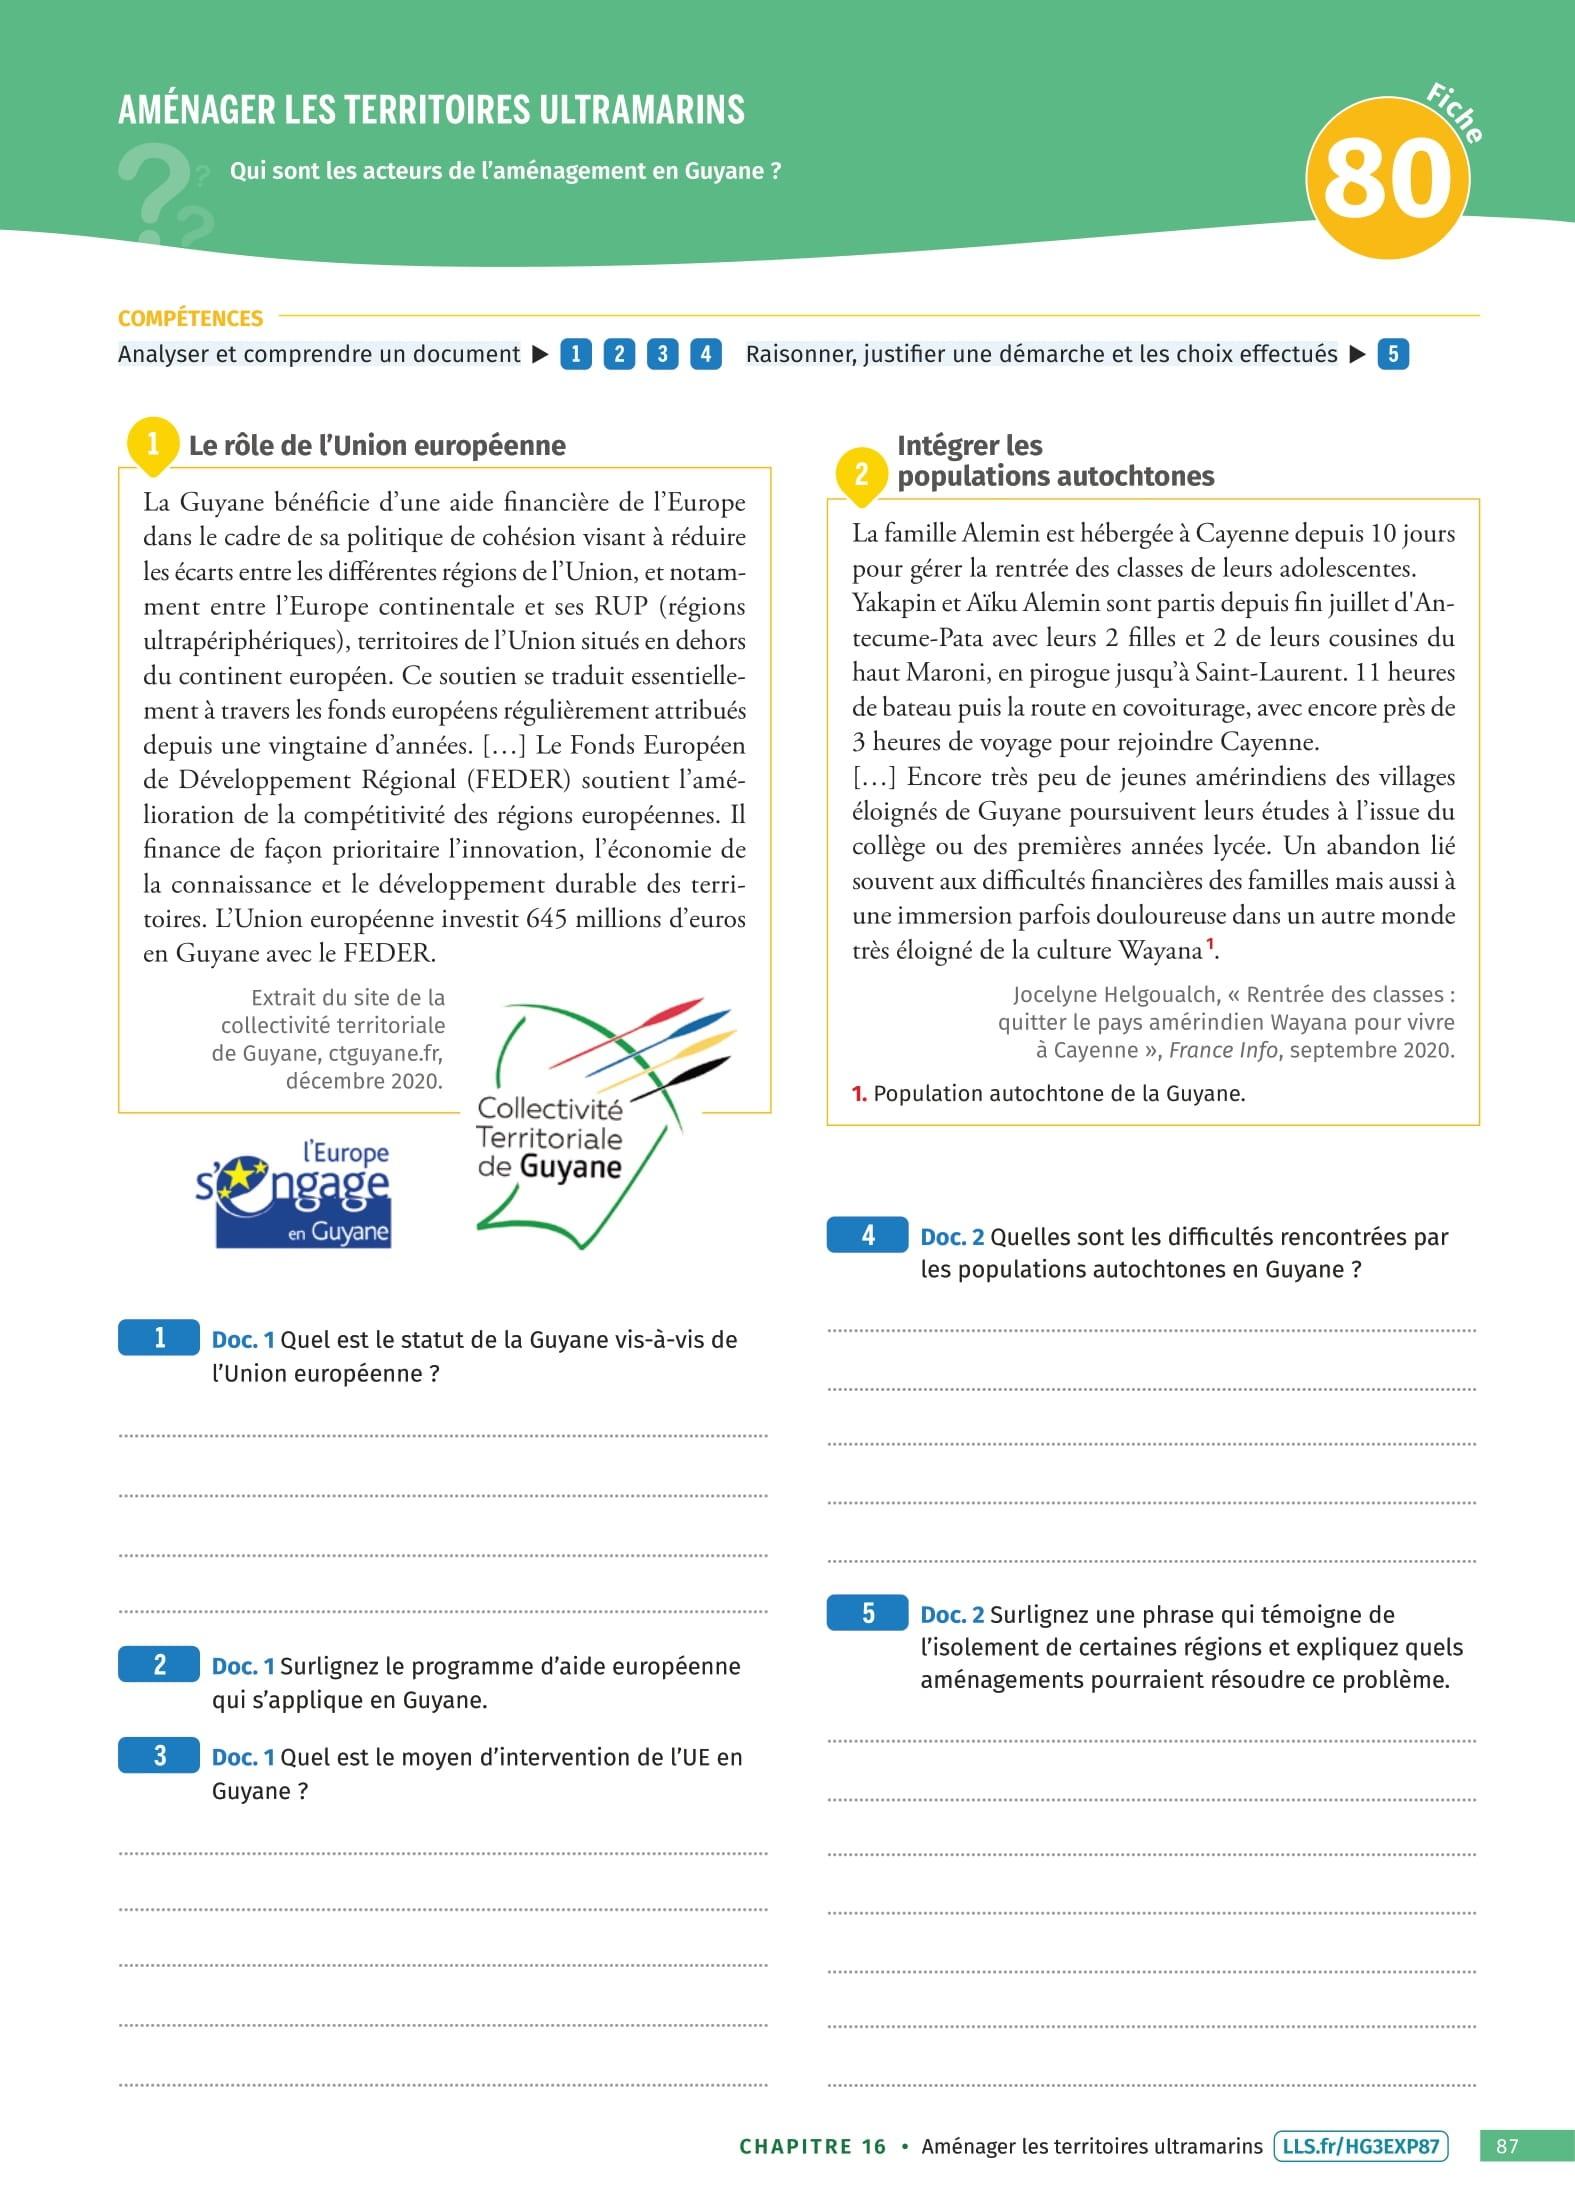 AMÉNAGER LES TERRITOIRES ULTRAMARINS
Qui sont les acteurs de l'aménagement en Guyane ?
Fiche
80
COMPÉTENCES
Analyser et comprendre un document ▶ 1 2 3 4 Raisonner, justifier une démarche et les choix effectués ▶ 5
1 Le rôle de l'Union européenne
La Guyane bénéficie d'une aide financière de l'Europe
dans le cadre de sa politique de cohésion visant à réduire
les écarts entre les différentes régions de l'Union, et notam-
ment entre l'Europe continentale et ses RUP (régions
ultrapériphériques), territoires de l'Union situés en dehors
du continent européen. Ce soutien se traduit essentielle-
ment à travers les fonds européens régulièrement attribués
depuis une vingtaine d'années. […] Le Fonds Européen
de Développement Régional (FEDER) soutient l'amé-
lioration de la compétitivité des régions européennes. Il
finance de façon prioritaire l'innovation, l'économie de
la connaissance et le développement durable des terri-
toires. L'Union européenne investit 645 millions d'euros
en Guyane avec le FEDER.
Extrait du site de la
collectivité territoriale
de Guyane, ctguyane.fr,
décembre 2020.
Collectivité
Territoriale
de Guyane
l'Europe
s'engage
en Guyane
1 Doc. 1 Quel est le statut de la Guyane vis-à-vis de
l'Union européenne ?
2 Doc. 1 Surlignez le programme d'aide européenne
qui s'applique en Guyane.
3 Doc. 1 Quel est le moyen d'intervention de l'UE en
Guyane ?
2 Intégrer les
populations autochtones
La famille Alemin est hébergée à Cayenne depuis 10 jours
pour gérer la rentrée des classes de leurs adolescentes.
Yakapin et Aïku Alemin sont partis depuis fin juillet d'An-
tecume-Pata avec leurs 2 filles et 2 de leurs cousines du
haut Maroni, en pirogue jusqu'à Saint-Laurent. 11 heures
de bateau puis la route en covoiturage, avec encore près de
3 heures de voyage pour rejoindre Cayenne.
[…] Encore très peu de jeunes amérindiens des villages
éloignés de Guyane poursuivent leurs études à l'issue du
collège ou des premières années lycée. Un abandon lié
souvent aux difficultés financières des familles mais aussi à
une immersion parfois douloureuse dans un autre monde
très éloigné de la culture Wayana¹.
Jocelyne Helgoualch, « Rentrée des classes :
quitter le pays amérindien Wayana pour vivre
à Cayenne », France Info, septembre 2020.
1. Population autochtone de la Guyane.
4 Doc. 2 Quelles sont les difficultés rencontrées par
les populations autochtones en Guyane ?
5 Doc. 2 Surlignez une phrase qui témoigne de
l'isolement de certaines régions et expliquez quels
aménagements pourraient résoudre ce problème.
CHAPITRE 16 • Aménager les territoires ultramarins LLS.fr/HG3EXP87 87